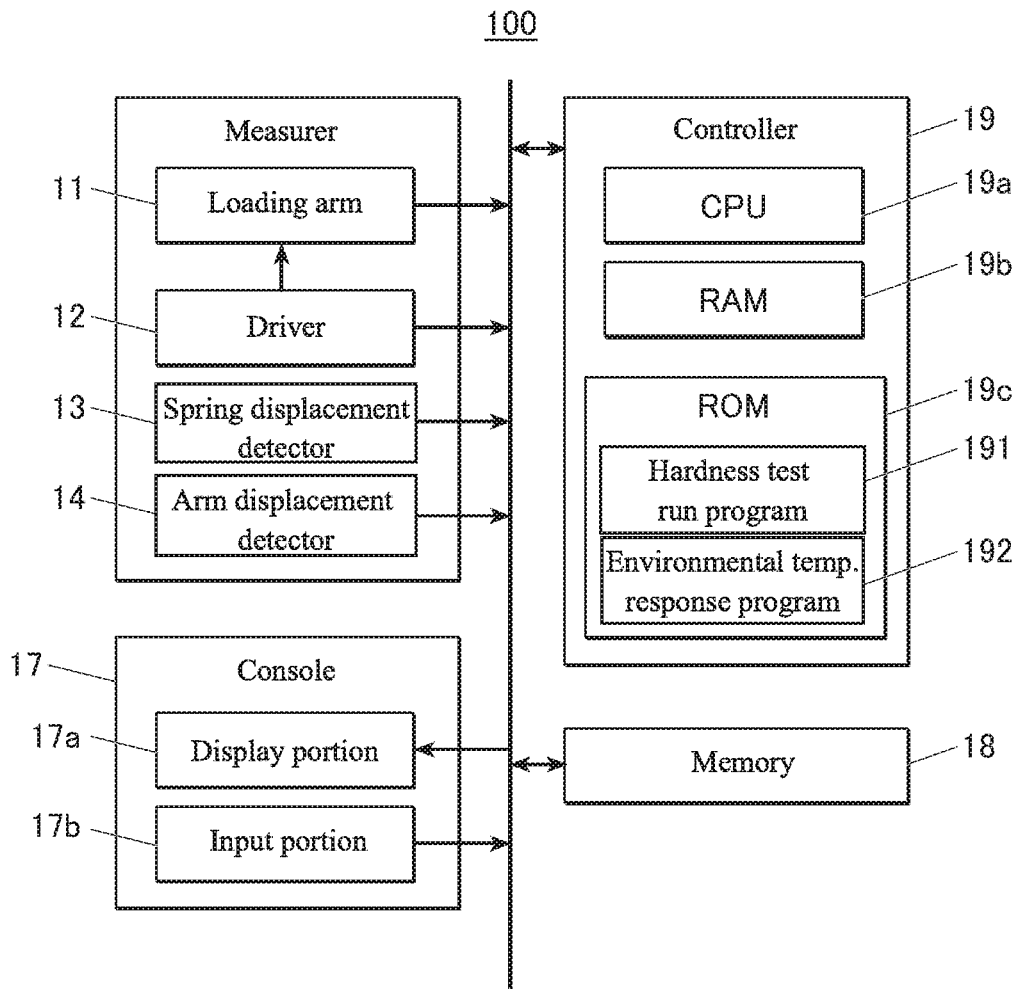 100
Measurer
11
Loading arm
12
Driver
13
Spring displacement
detector
14
Arm displacement
detector
17
Console
17a
Display portion
17b
Input portion
Controller
19
CPU
19a
RAM
19b
ROM
19c
Hardness test
run program
191
Environmental temp.
response program
192
Memory
18